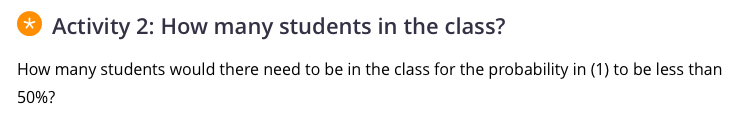 Activity 2: How many students in the class?
How many students would there need to be in the class for the probability in (1) to be less than
50%?